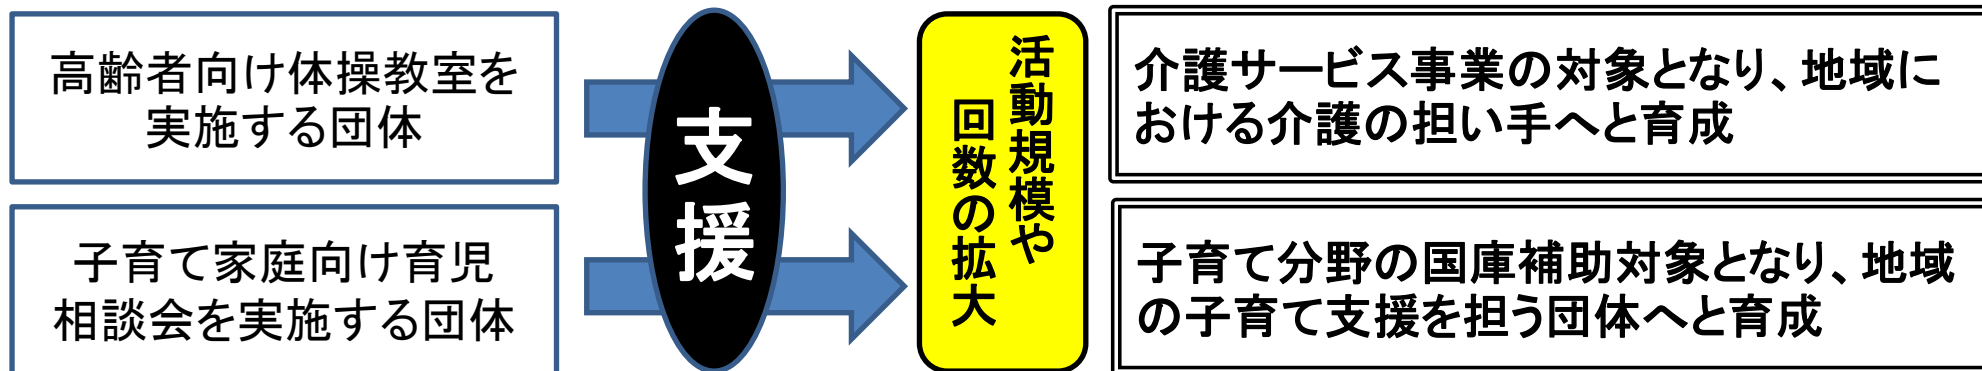 高齢者向け体操教室を
実施する団体
子育て家庭向け育児
相談会を実施する団体
支援
活動規模や
回数の拡大
介護サービス事業の対象となり、地域に
おける介護の担い手へと育成
子育て分野の国庫補助対象となり、地域
の子育て支援を担う団体へと育成